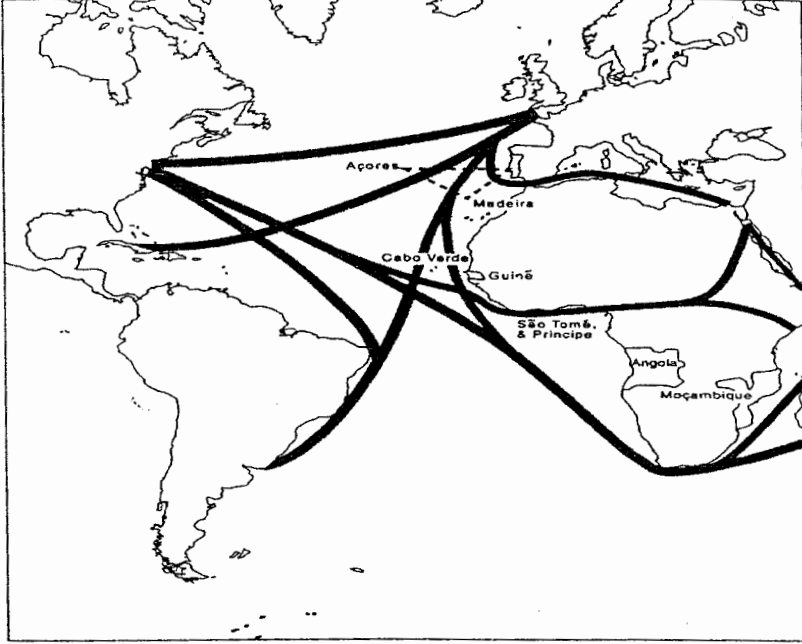 Açores
Madeira
Cabo Verde
Guiné
São Tomé,
& Principe
Angola
Moçambique